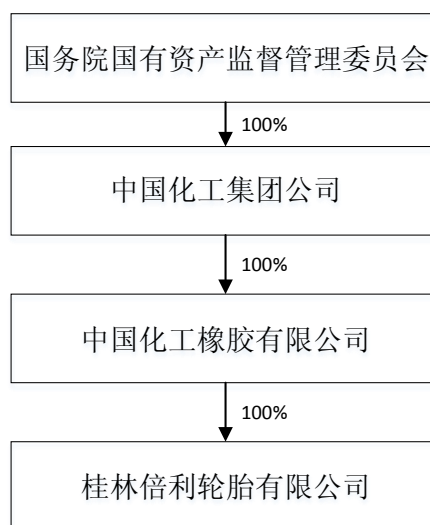 国务院国有资产监督管理委员会
100%
中国化工集团公司
100%
中国化工橡胶有限公司
100%
桂林倍利轮胎有限公司